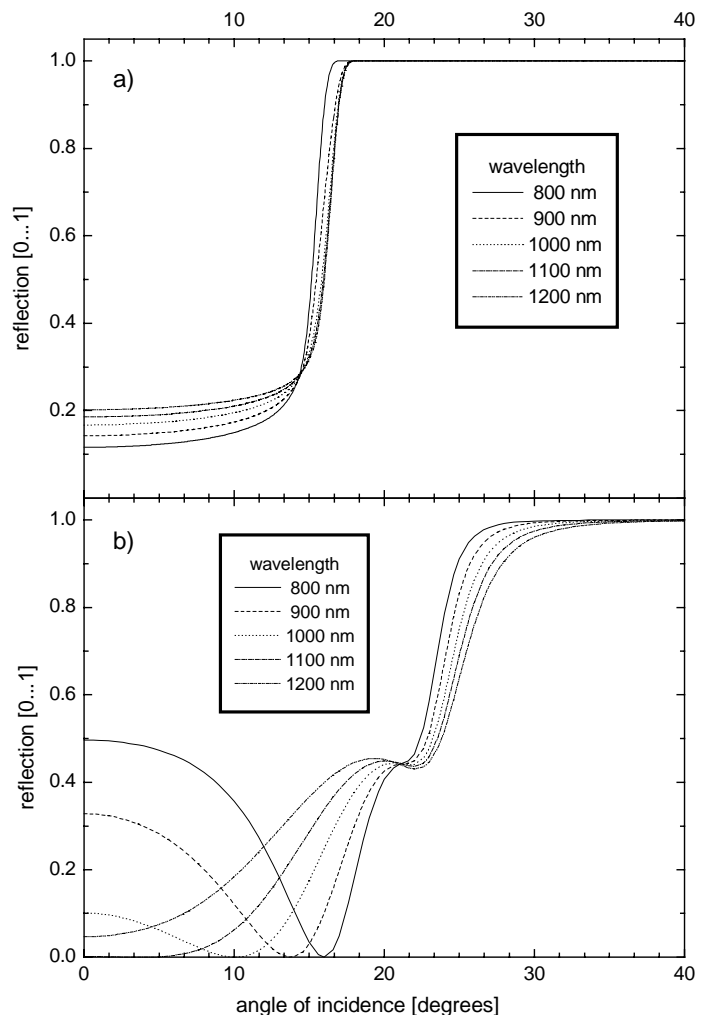 0 10 20 30 40
1.0
a)
0.8
wavelength
800 nm
900 nm
1000 nm
1100 nm
1200 nm
0.6
0.4
0.2
reflection [0...1]
1.0
b)
0.8
wavelength
800 nm
900 nm
1000 nm
1100 nm
1200 nm
0.6
0.4
0.2
0.0
reflection [0...1]
0 10 20 30 40
angle of incidence [degrees]